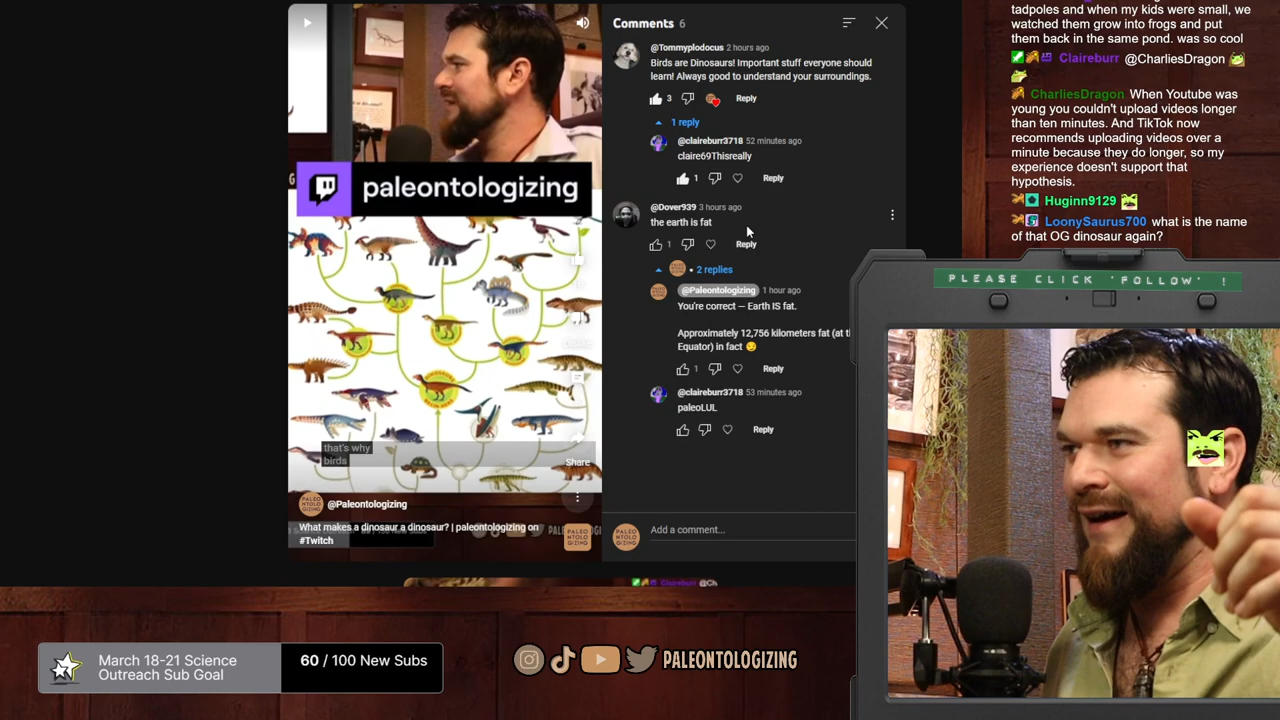 paleontologizing
that's why
birds
Share
@Paleontologizing
What makes a dinosaur a dinosaur? | paleontologizing on
#Twitch
Comments 6
@Tommyplodocus 2 hours ago
Birds are Dinosaurs! Important stuff everyone should
learn! Always good to understand your surroundings.
3
Reply
1 reply
@claireburr3718 52 minutes ago
claire69Thisreally
1
Reply
@Dover939 3 hours ago
the earth is fat
1
Reply
2 replies
@Paleontologizing 1 hour ago
You're correct — Earth IS fat.
Approximately 12,756 kilometers fat (at th
Equator) in fact 😏
1
Reply
@claireburr3718 53 minutes ago
paleoLUL
Reply
Add a comment...
tadpoles and when my kids were small, we
watched them grow into frogs and put
them back in the same pond. was so cool
Claireburr @CharliesDragon
CharliesDragon When Youtube was
young you couldn't upload videos longer
than ten minutes. And TikTok now
recommends uploading videos over a
minute because they do longer, so my
experience doesn't support that
hypothesis.
Huginn9129
LoonySaurus700 what is the name
of that OG dinosaur again?
PLEASE CLICK 'FOLLOW' !
March 18-21 Science
Outreach Sub Goal
60 / 100 New Subs
PALEONTOLOGIZING